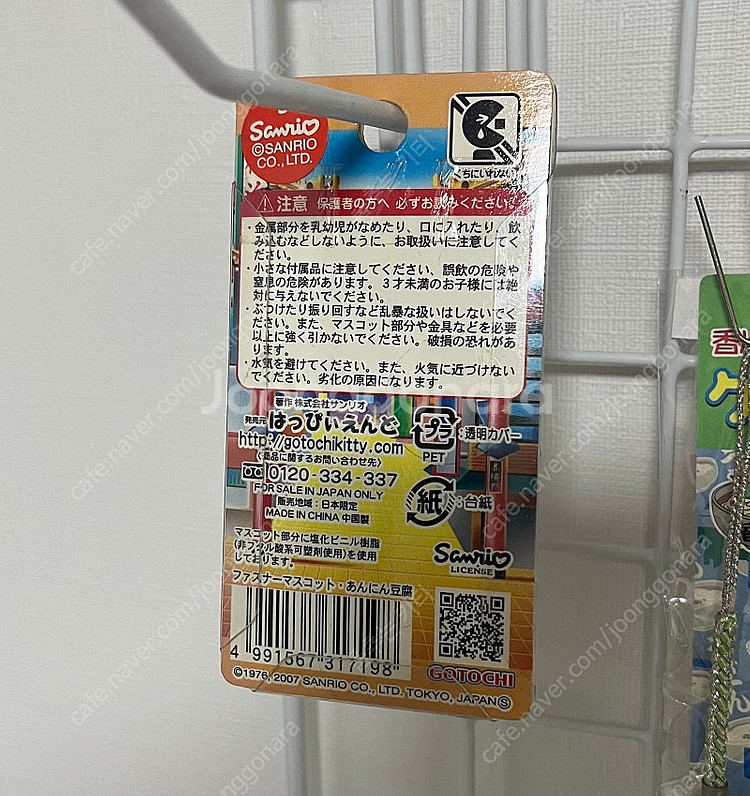 Sanrio
©SANRIO
CO., LTD.
くちにいれない
⚠注意 保護者の方へ 必ずお読みください。
・金属部分を乳幼児がなめたり、口に入れたり、飲
み込むなどしないように、お取扱いに注意してく
ださい。
・小さな付属品に注意してください、誤飲の危険や
窒息の危険があります。3才未満のお子様には絶
対に与えないでください。
・ぶつけたり振り回すなど乱暴な扱いはしないでく
ださい。また、マスコット部分や金具などを必要
以上に強く引かないでください。破損の恐れがあ
ります。
・水気を避けてください。また、火気に近づけない
でください。劣化の原因になります。
著作 株式会社サンリオ
発売元 はっぴぃえんど
http://gotochikitty.com
〈商品に関するお問い合わせ先〉
0120-334-337
FOR SALE IN JAPAN ONLY
販売地域：日本限定
MADE IN CHINA 中国製
プラ：透明カバー
PET
紙：台紙
マスコット部分に塩化ビニル樹脂
(非フタル酸系可塑剤使用)を使用
しております。
Sanrio
LICENSE
ファスナーマスコット・あんにん豆腐
4 991567 317198
GOTOCHI
©1976, 2007 SANRIO CO., LTD. TOKYO, JAPAN Ⓢ
香
Joonggonara
cafe.naver.com/joonggonara